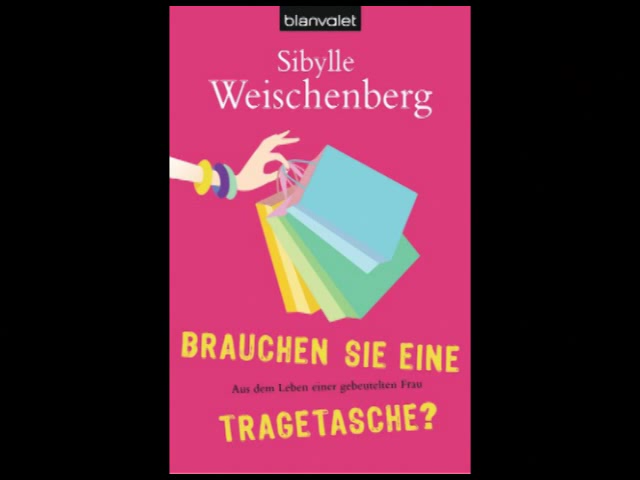 blanvalet
Sibylle
Weischenberg
BRAUCHEN SIE EINE
Aus dem Leben einer gebeutelten Frau
TRAGETASCHE?